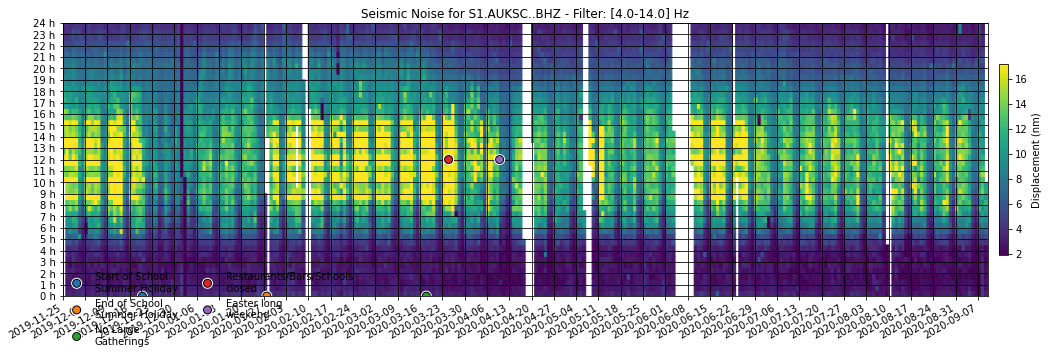 Seismic Noise for S1.AUKSC..BHZ - Filter: [4.0-14.0] Hz
24 h
23 h
22 h
21 h
20 h
19 h
18 h
17 h
16 h
15 h
14 h
13 h
12 h
11 h
10 h
9 h
8 h
7 h
6 h
5 h
4 h
3 h
2 h
1 h
0 h
16
14
12
10
8
6
4
2
Displacement (nm)
Start of School
Summer Holiday
End of School
Summer Holiday
No Large
Gatherings
Restaurants/Bars/Schools
closed
Easter long
weekend
2019-11-25
2020-02-10
2020-02-17
2020-02-24
2020-03-02
2020-03-09
2020-03-16
2020-03-23
2020-03-30
2020-04-06
2020-04-13
2020-04-20
2020-04-27
2020-05-04
2020-05-11
2020-05-18
2020-05-25
2020-06-01
2020-06-08
2020-06-15
2020-06-22
2020-06-29
2020-07-06
2020-07-13
2020-07-20
2020-07-27
2020-08-03
2020-08-10
2020-08-17
2020-08-24
2020-08-31
2020-09-07